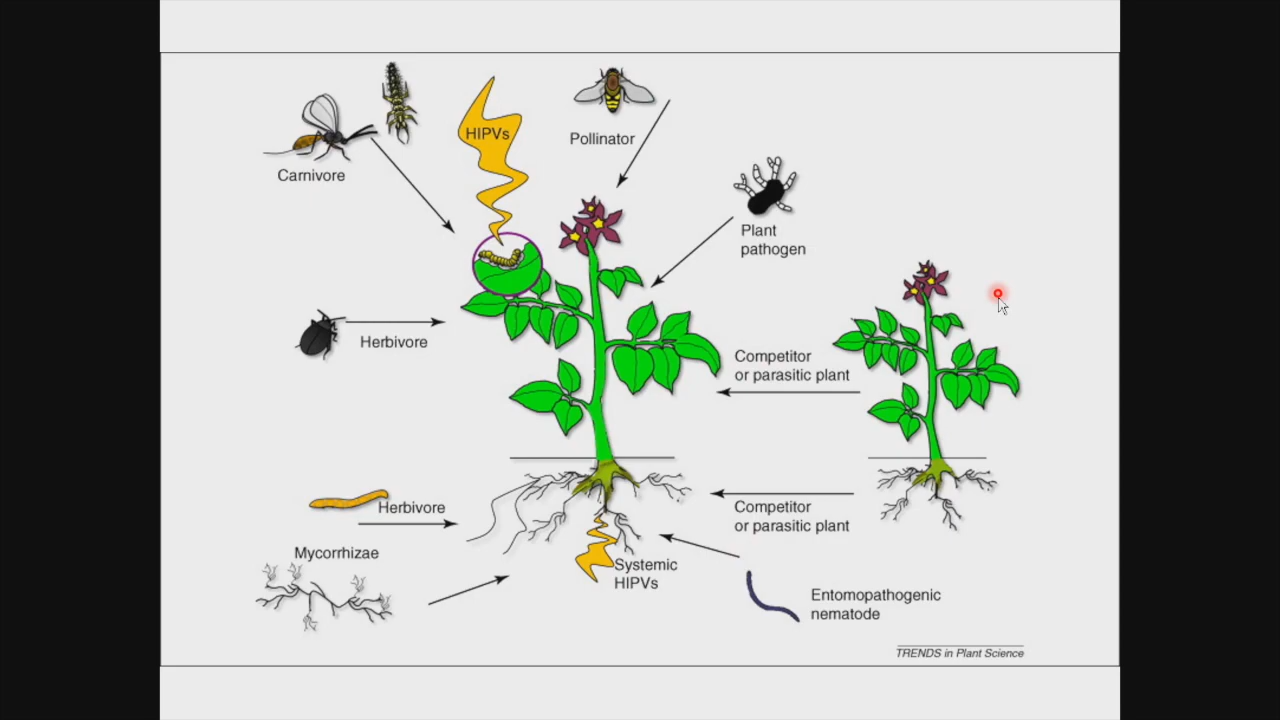 HIPVs
Pollinator
Carnivore
Plant
pathogen
Herbivore
Competitor
or parasitic plant
Herbivore
Competitor
or parasitic plant
Mycorrhizae
Systemic
HIPVs
Entomopathogenic
nematode
TRENDS in Plant Science